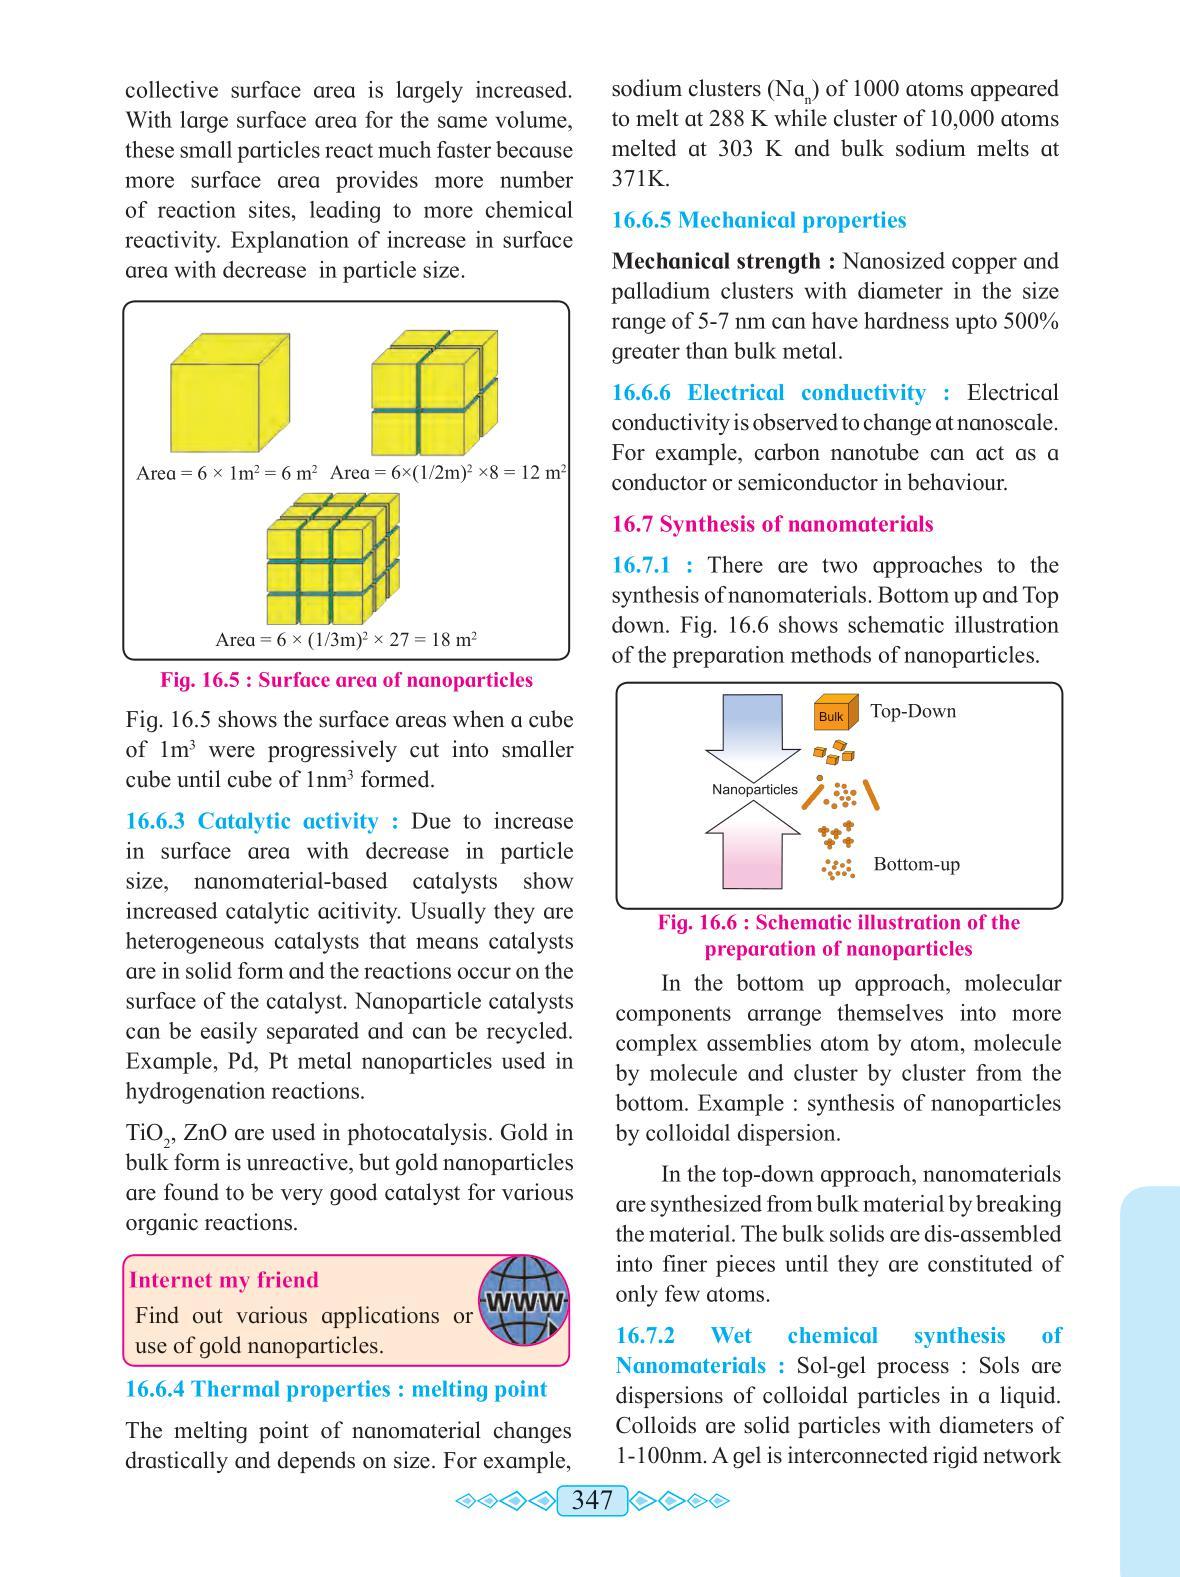 collective surface area is largely increased.
With large surface area for the same volume,
these small particles react much faster because
more surface area provides more number
of reaction sites, leading to more chemical
reactivity. Explanation of increase in surface
area with decrease in particle size.
Area = 6 × 1m² = 6 m² Area = 6×(1/2m)² ×8 = 12 m²
Area = 6 × (1/3m)² × 27 = 18 m²
Fig. 16.5 : Surface area of nanoparticles
Fig. 16.5 shows the surface areas when a cube
of 1m³ were progressively cut into smaller
cube until cube of 1nm³ formed.
16.6.3 Catalytic activity : Due to increase
in surface area with decrease in particle
size, nanomaterial-based catalysts show
increased catalytic acitivity. Usually they are
heterogeneous catalysts that means catalysts
are in solid form and the reactions occur on the
surface of the catalyst. Nanoparticle catalysts
can be easily separated and can be recycled.
Example, Pd, Pt metal nanoparticles used in
hydrogenation reactions.
TiO₂, ZnO are used in photocatalysis. Gold in
bulk form is unreactive, but gold nanoparticles
are found to be very good catalyst for various
organic reactions.
Internet my friend
Find out various applications or
use of gold nanoparticles.
WWW
16.6.4 Thermal properties : melting point
The melting point of nanomaterial changes
drastically and depends on size. For example,
sodium clusters (Naₙ) of 1000 atoms appeared
to melt at 288 K while cluster of 10,000 atoms
melted at 303 K and bulk sodium melts at
371K.
16.6.5 Mechanical properties
Mechanical strength : Nanosized copper and
palladium clusters with diameter in the size
range of 5-7 nm can have hardness upto 500%
greater than bulk metal.
16.6.6 Electrical conductivity : Electrical
conductivity is observed to change at nanoscale.
For example, carbon nanotube can act as a
conductor or semiconductor in behaviour.
16.7 Synthesis of nanomaterials
16.7.1 : There are two approaches to the
synthesis of nanomaterials. Bottom up and Top
down. Fig. 16.6 shows schematic illustration
of the preparation methods of nanoparticles.
Bulk Top-Down
Nanoparticles
Bottom-up
Fig. 16.6 : Schematic illustration of the
preparation of nanoparticles
In the bottom up approach, molecular
components arrange themselves into more
complex assemblies atom by atom, molecule
by molecule and cluster by cluster from the
bottom. Example : synthesis of nanoparticles
by colloidal dispersion.
In the top-down approach, nanomaterials
are synthesized from bulk material by breaking
the material. The bulk solids are dis-assembled
into finer pieces until they are constituted of
only few atoms.
16.7.2 Wet chemical synthesis of
Nanomaterials : Sol-gel process : Sols are
dispersions of colloidal particles in a liquid.
Colloids are solid particles with diameters of
1-100nm. A gel is interconnected rigid network
347